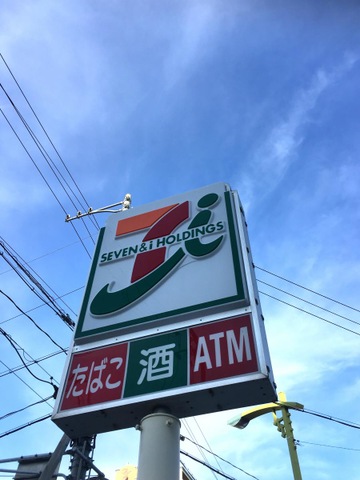 SEVEN&i HOLDINGS
たばこ 酒 ATM